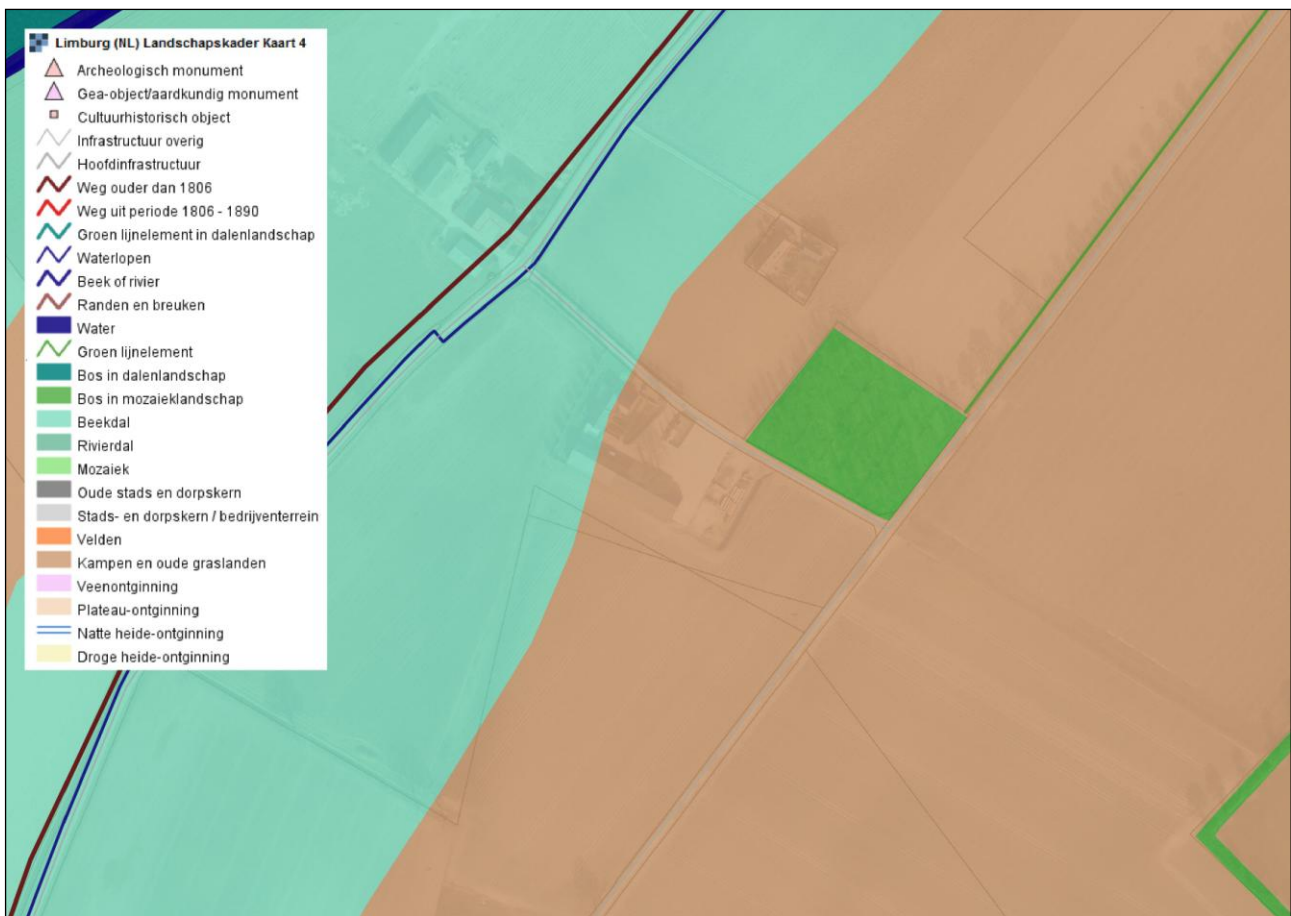 Limburg (NL) Landschapskader Kaart 4
Archeologisch monument
Gea-object/aardkundig monument
Cultuurhistorisch object
Infrastructuur overig
Hoofdinfrastructuur
Weg ouder dan 1806
Weg uit periode 1806 - 1890
Groen lijnelement in dalenlandschap
Waterlopen
Beek of rivier
Randen en breuken
Water
Groen lijnelement
Bos in dalenlandschap
Bos in mozaieklandschap
Beekdal
Rivierdal
Mozaiek
Oude stads en dorpskern
Stads- en dorpskern / bedrijventerrein
Velden
Kampen en oude graslanden
Veenontginning
Plateau-ontginning
Natte heide-ontginning
Droge heide-ontginning